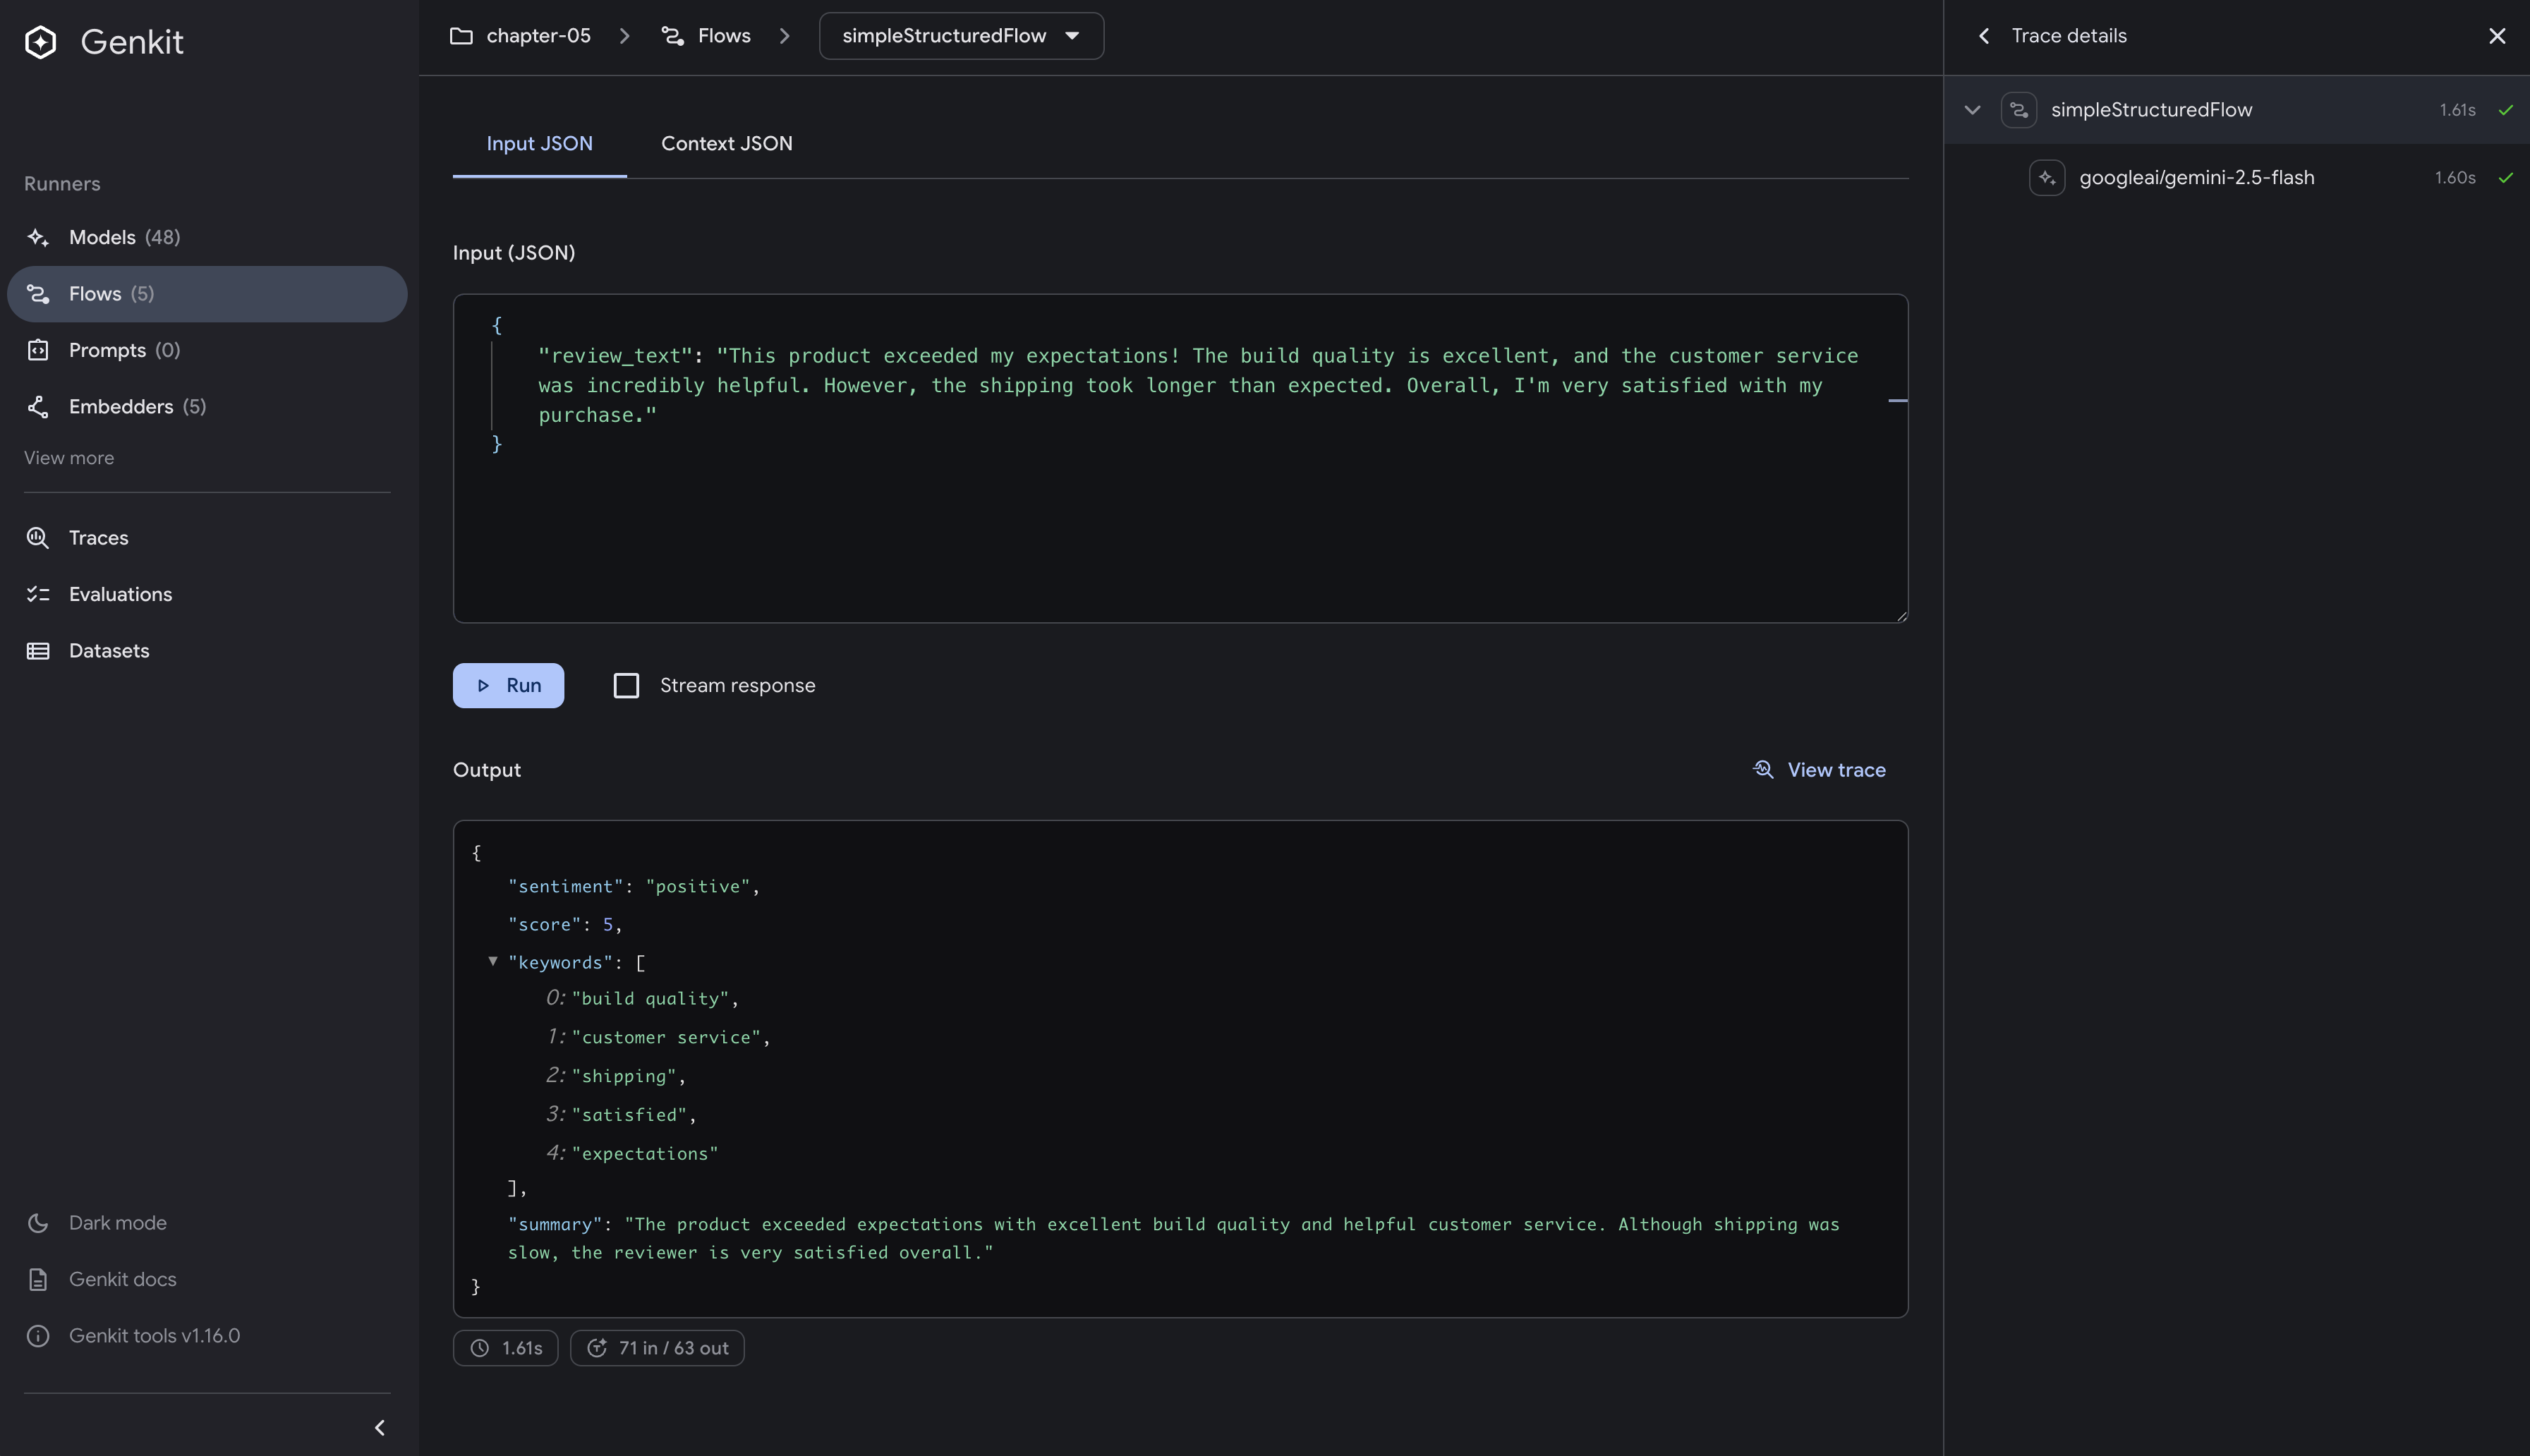 Genkit
Runners
Models (48)
Flows (5)
Prompts (0)
Embedders (5)
View more
Traces
Evaluations
Datasets
Dark mode
Genkit docs
Genkit tools v1.16.0
chapter-05 > Flows > simpleStructuredFlow
Input JSON Context JSON
Input (JSON)
{
"review_text": "This product exceeded my expectations! The build quality is excellent, and the customer service
was incredibly helpful. However, the shipping took longer than expected. Overall, I'm very satisfied with my
purchase."
}
Run Stream response
Output View trace
{
"sentiment": "positive",
"score": 5,
"keywords": [
0: "build quality",
1: "customer service",
2: "shipping",
3: "satisfied",
4: "expectations"
],
"summary": "The product exceeded expectations with excellent build quality and helpful customer service. Although shipping was
slow, the reviewer is very satisfied overall."
}
1.61s 71 in / 63 out
Trace details
simpleStructuredFlow 1.61s
googleai/gemini-2.5-flash 1.60s